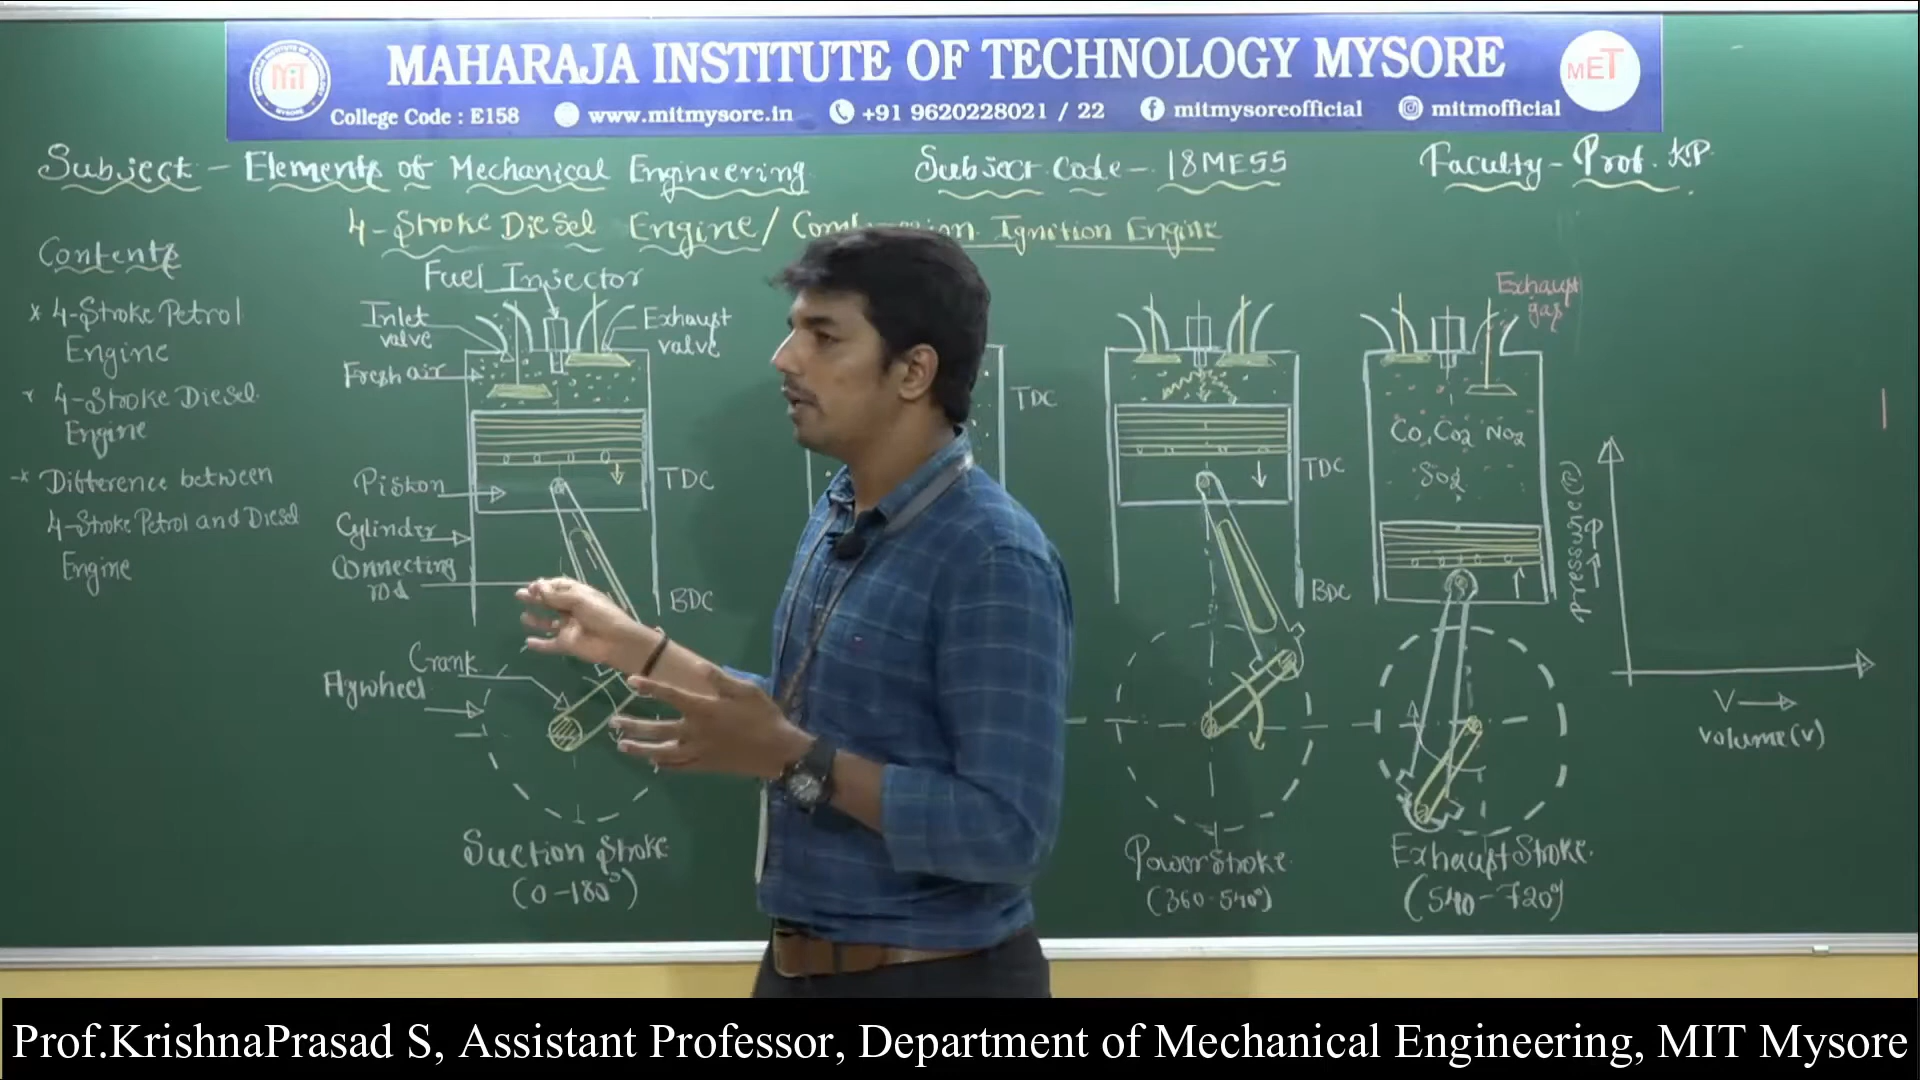 MAHARAJA INSTITUTE OF TECHNOLOGY MYSORE
MIT
MET
College Code : E158 www.mitmysore.in +91 9620228021 / 22 mitmysoreofficial mitmofficial
Subject - Elements of Mechanical Engineering Subject Code - 18ME55 Faculty - Prof. KP
4-Stroke Diesel Engine/ Ignition Engine
Contents
* 4-Stroke Petrol
Engine
* 4-Stroke Diesel
Engine
* Difference between
4-Stroke Petrol and Diesel
Engine
Fuel Injector
Inlet
valve
Exhaust
valve
Fresh air
Piston
TDC
Cylinder
Connecting
rod
BDC
Crank
Flywheel
Suction Stroke
(0-180°)
TDC
TDC
BDC
Power Stroke
(360-540°)
Exhaust
gas
Co, Co2 No2
So2
Exhaust Stroke
(540-720°)
Pressure (P)
P
V
Volume (V)
Prof.KrishnaPrasad S, Assistant Professor, Department of Mechanical Engineering, MIT Mysore